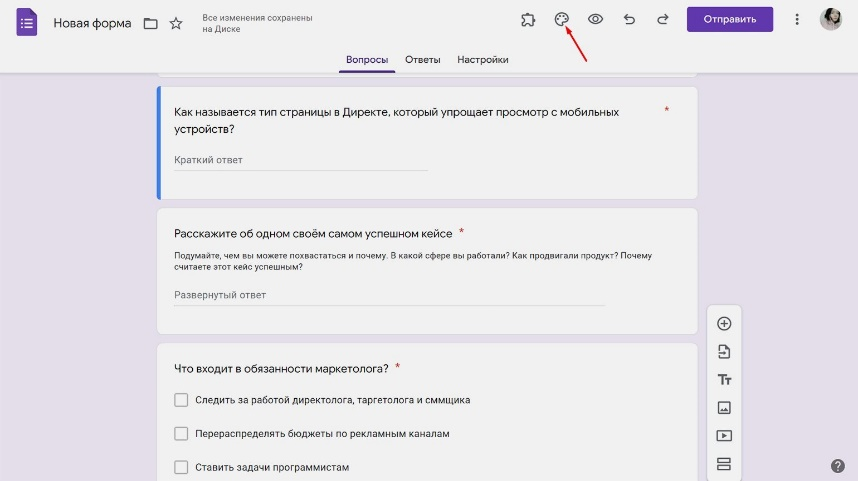 Новая форма
Все изменения сохранены
на Диске
Отправить
Вопросы Ответы Настройки
Как называется тип страницы в Директе, который упрощает просмотр с мобильных
устройств?
*
Краткий ответ
Расскажите об одном своём самом успешном кейсе *
Подумайте, чем вы можете похвастаться и почему. В какой сфере вы работали? Как продвигали продукт? Почему
считаете этот кейс успешным?
Развернутый ответ
Что входит в обязанности маркетолога? *
Следить за работой директолога, таргетолога и сммщика
Перераспределять бюджеты по рекламным каналам
Ставить задачи программистам